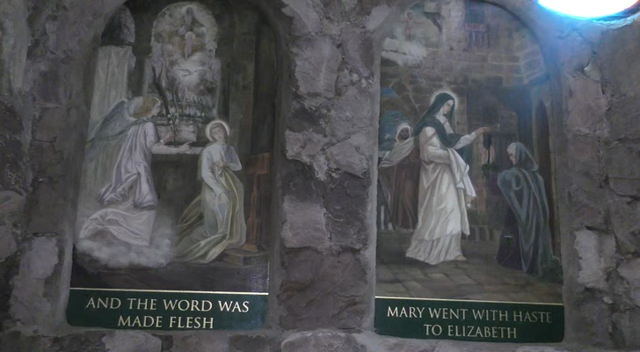 AND THE WORD WAS
MADE FLESH
MARY WENT WITH HASTE
TO ELIZABETH